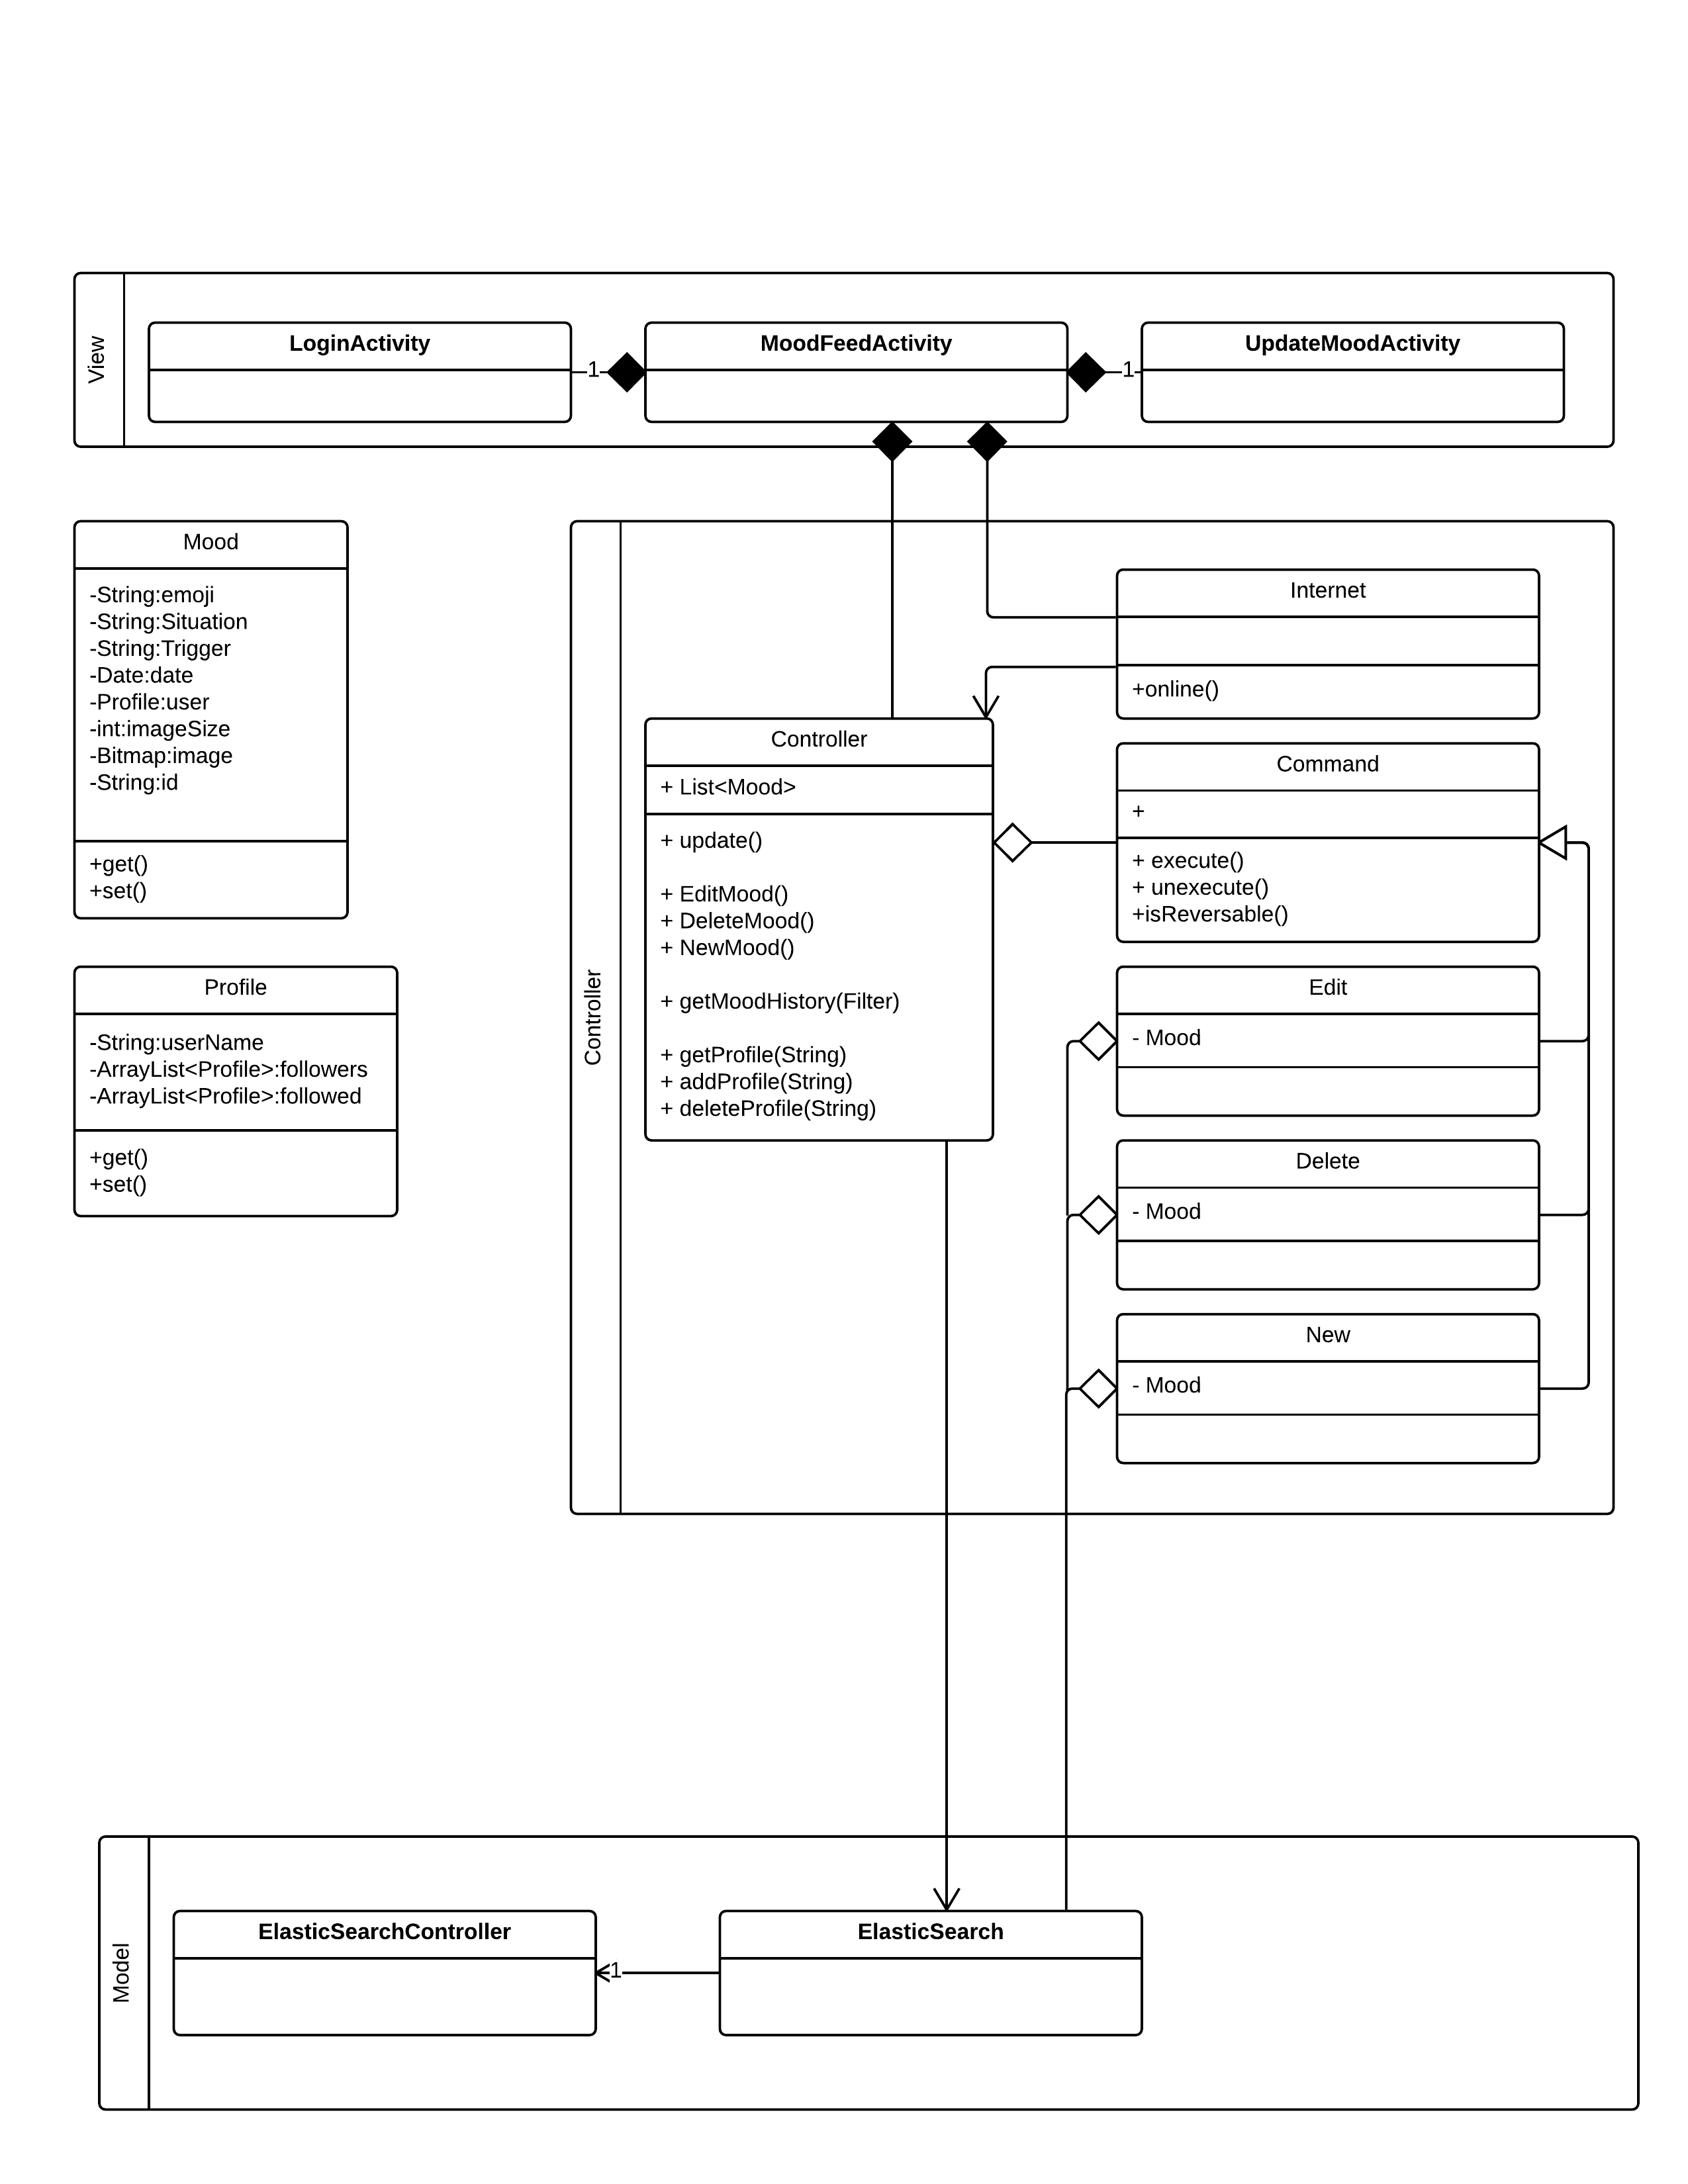 View
LoginActivity
1
MoodFeedActivity
1
UpdateMoodActivity
Mood
-String:emoji
-String:Situation
-String:Trigger
-Date:date
-Profile:user
-int:imageSize
-Bitmap:image
-String:id
+get()
+set()
Profile
-String:userName
-ArrayList<Profile>:followers
-ArrayList<Profile>:followed
+get()
+set()
Controller
Controller
+ List<Mood>
+ update()
+ EditMood()
+ DeleteMood()
+ NewMood()
+ getMoodHistory(Filter)
+ getProfile(String)
+ addProfile(String)
+ deleteProfile(String)
Internet
+online()
Command
+
+ execute()
+ unexecute()
+isReversable()
Edit
- Mood
Delete
- Mood
New
- Mood
Model
ElasticSearchController
1
ElasticSearch